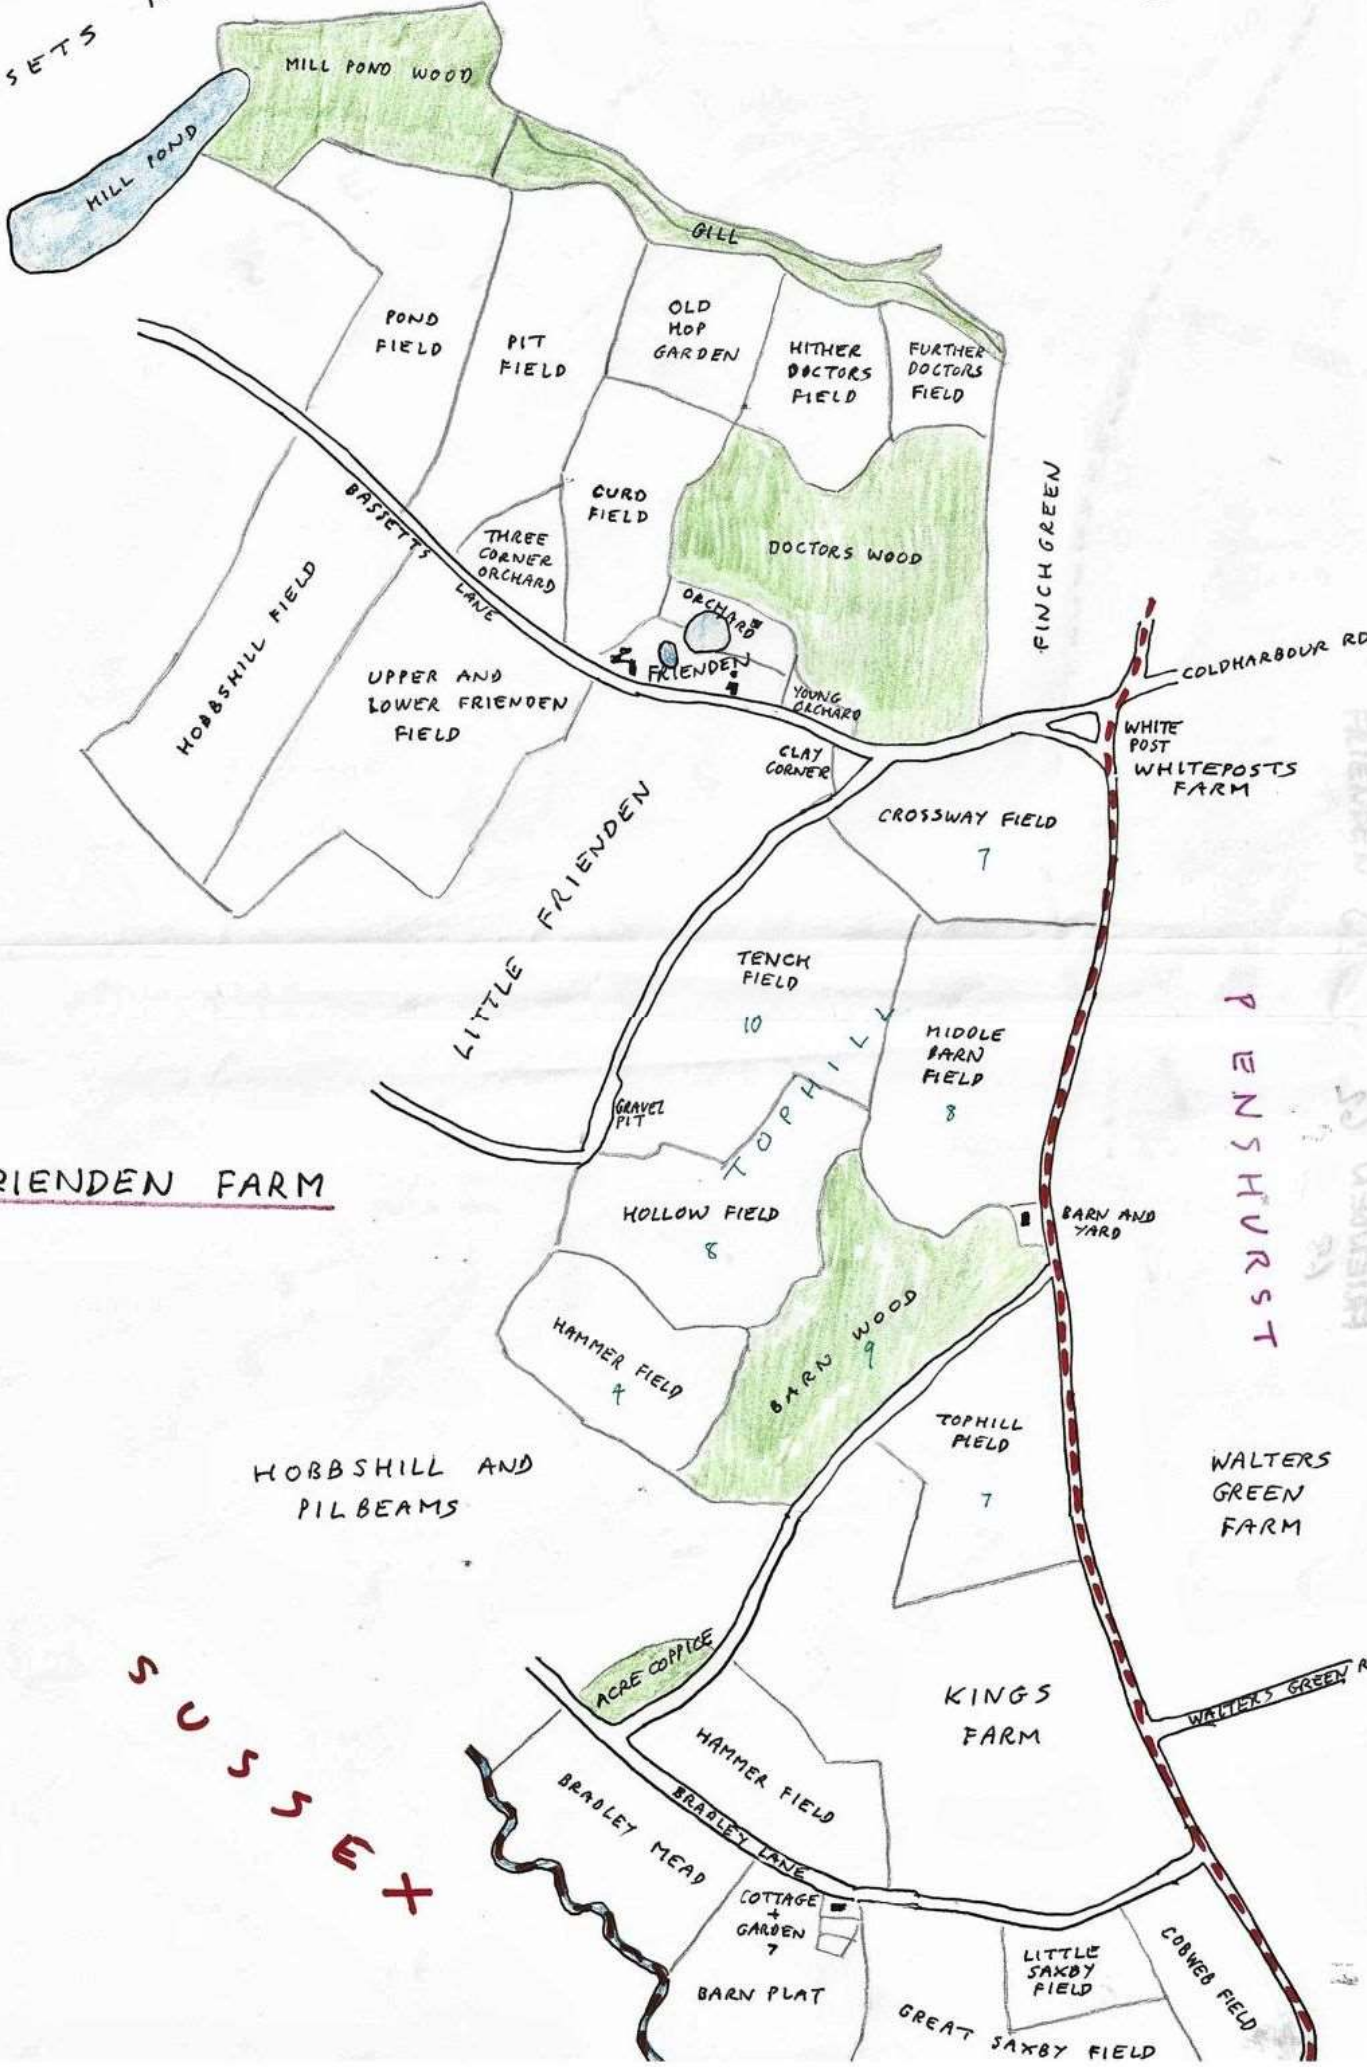 SETS
MILL POND WOOD
MILL POND
GILL
POND
FIELD
PIT
FIELD
OLD
HOP
GARDEN
HITHER
DOCTORS
FIELD
FURTHER
DOCTORS
FIELD
CURD
FIELD
BASSETTS
LANE
THREE
CORNER
ORCHARD
DOCTORS WOOD
FINCHGREEN
HOBBSHILL FIELD
UPPER AND
LOWER FRIENDEN
FIELD
ORCHARD
FRIENDEN
YOUNG
ORCHARD
COLDHARBOUR RD
WHITE
POST
WHITEPOSTS
FARM
CLAY
CORNER
CROSSWAY FIELD
7
LITTLE FRIENDEN
TENCH
FIELD
10
TOPHILL
MIDDLE
BARN
FIELD
8
PENSHURST
GRAVEL
PIT
RIENDEN FARM
HOLLOW FIELD
8
BARN AND
YARD
BARN WOOD
9
HAMMER FIELD
4
TOPHILL
FIELD
7
HOBBSHILL AND
PILBEAMS
WALTERS
GREEN
FARM
SUSSEX
ACRE COPPICE
KINGS
FARM
WALTERS GREEN R
HAMMER FIELD
BRADLEY MEAD
BRADLEY LANE
COTTAGE
+
GARDEN
?
BARN PLAT
LITTLE
SAXBY
FIELD
GREAT SAXBY FIELD
COBWEB FIELD